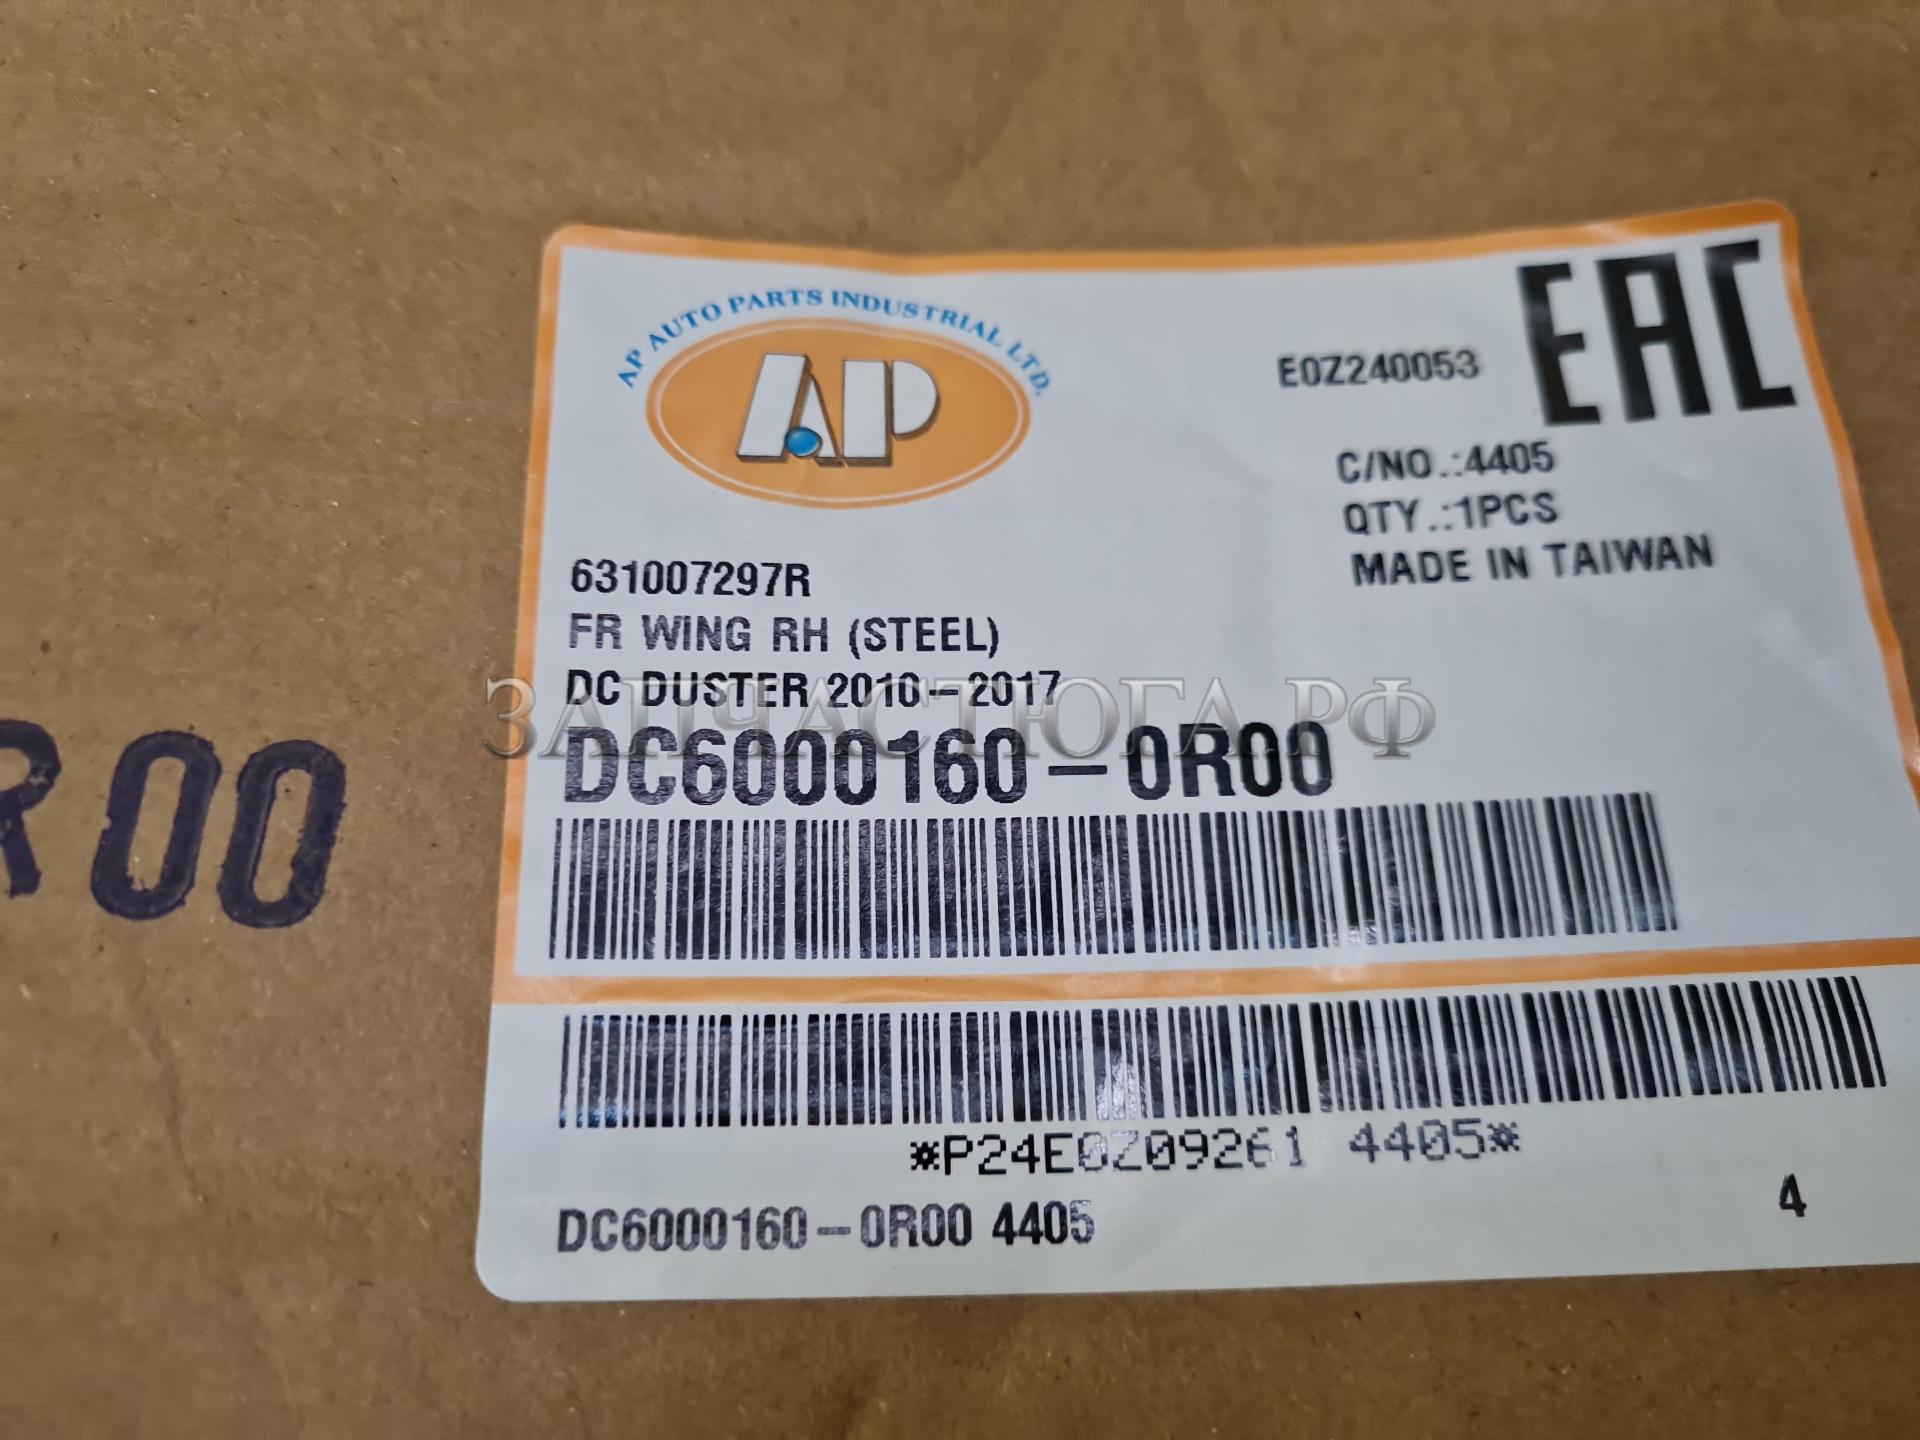 AP AUTO PARTS INDUSTRIAL LTD.
AP
E0Z240053
EAC
C/NO.:4405
QTY.:1PCS
MADE IN TAIWAN
631007297R
FR WING RH (STEEL)
DC DUSTER 2010-2017
ЗАПЧАСТЮГА.РФ
DC6000160-0R00
R00
*P24E0Z09261 4405*
DC6000160-0R00 4405
4